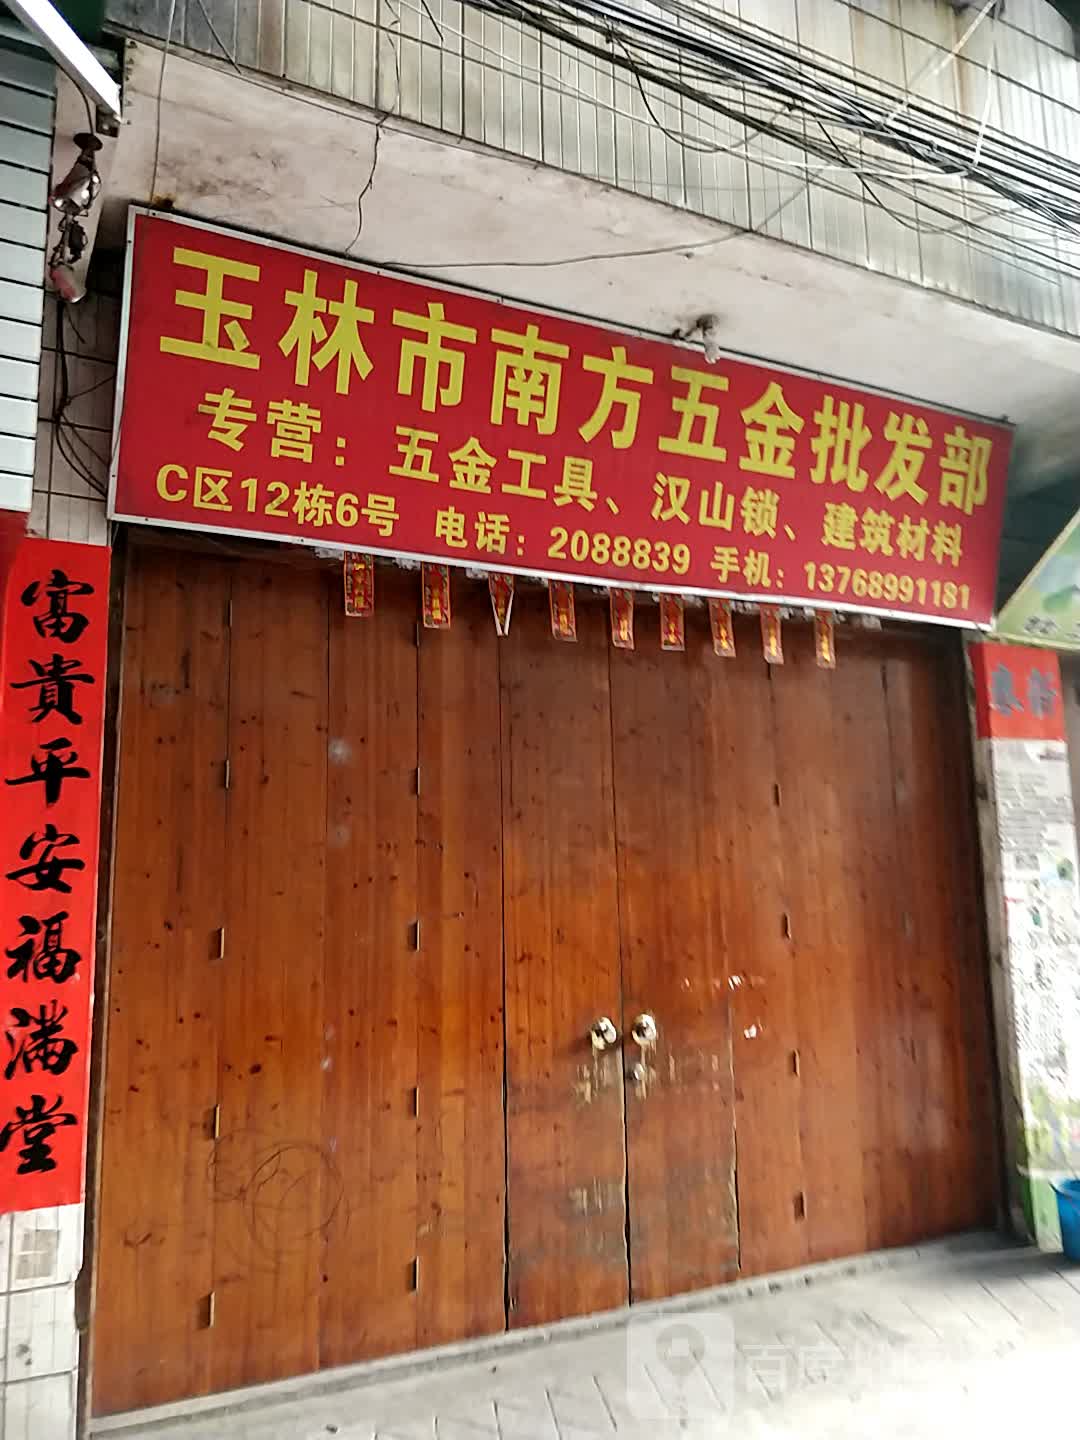 玉林市南方五金批发部
专营：五金工具、汉山锁、建筑材料
C区12栋6号 电话：2088839 手机：13768991181
富貴平安福满堂